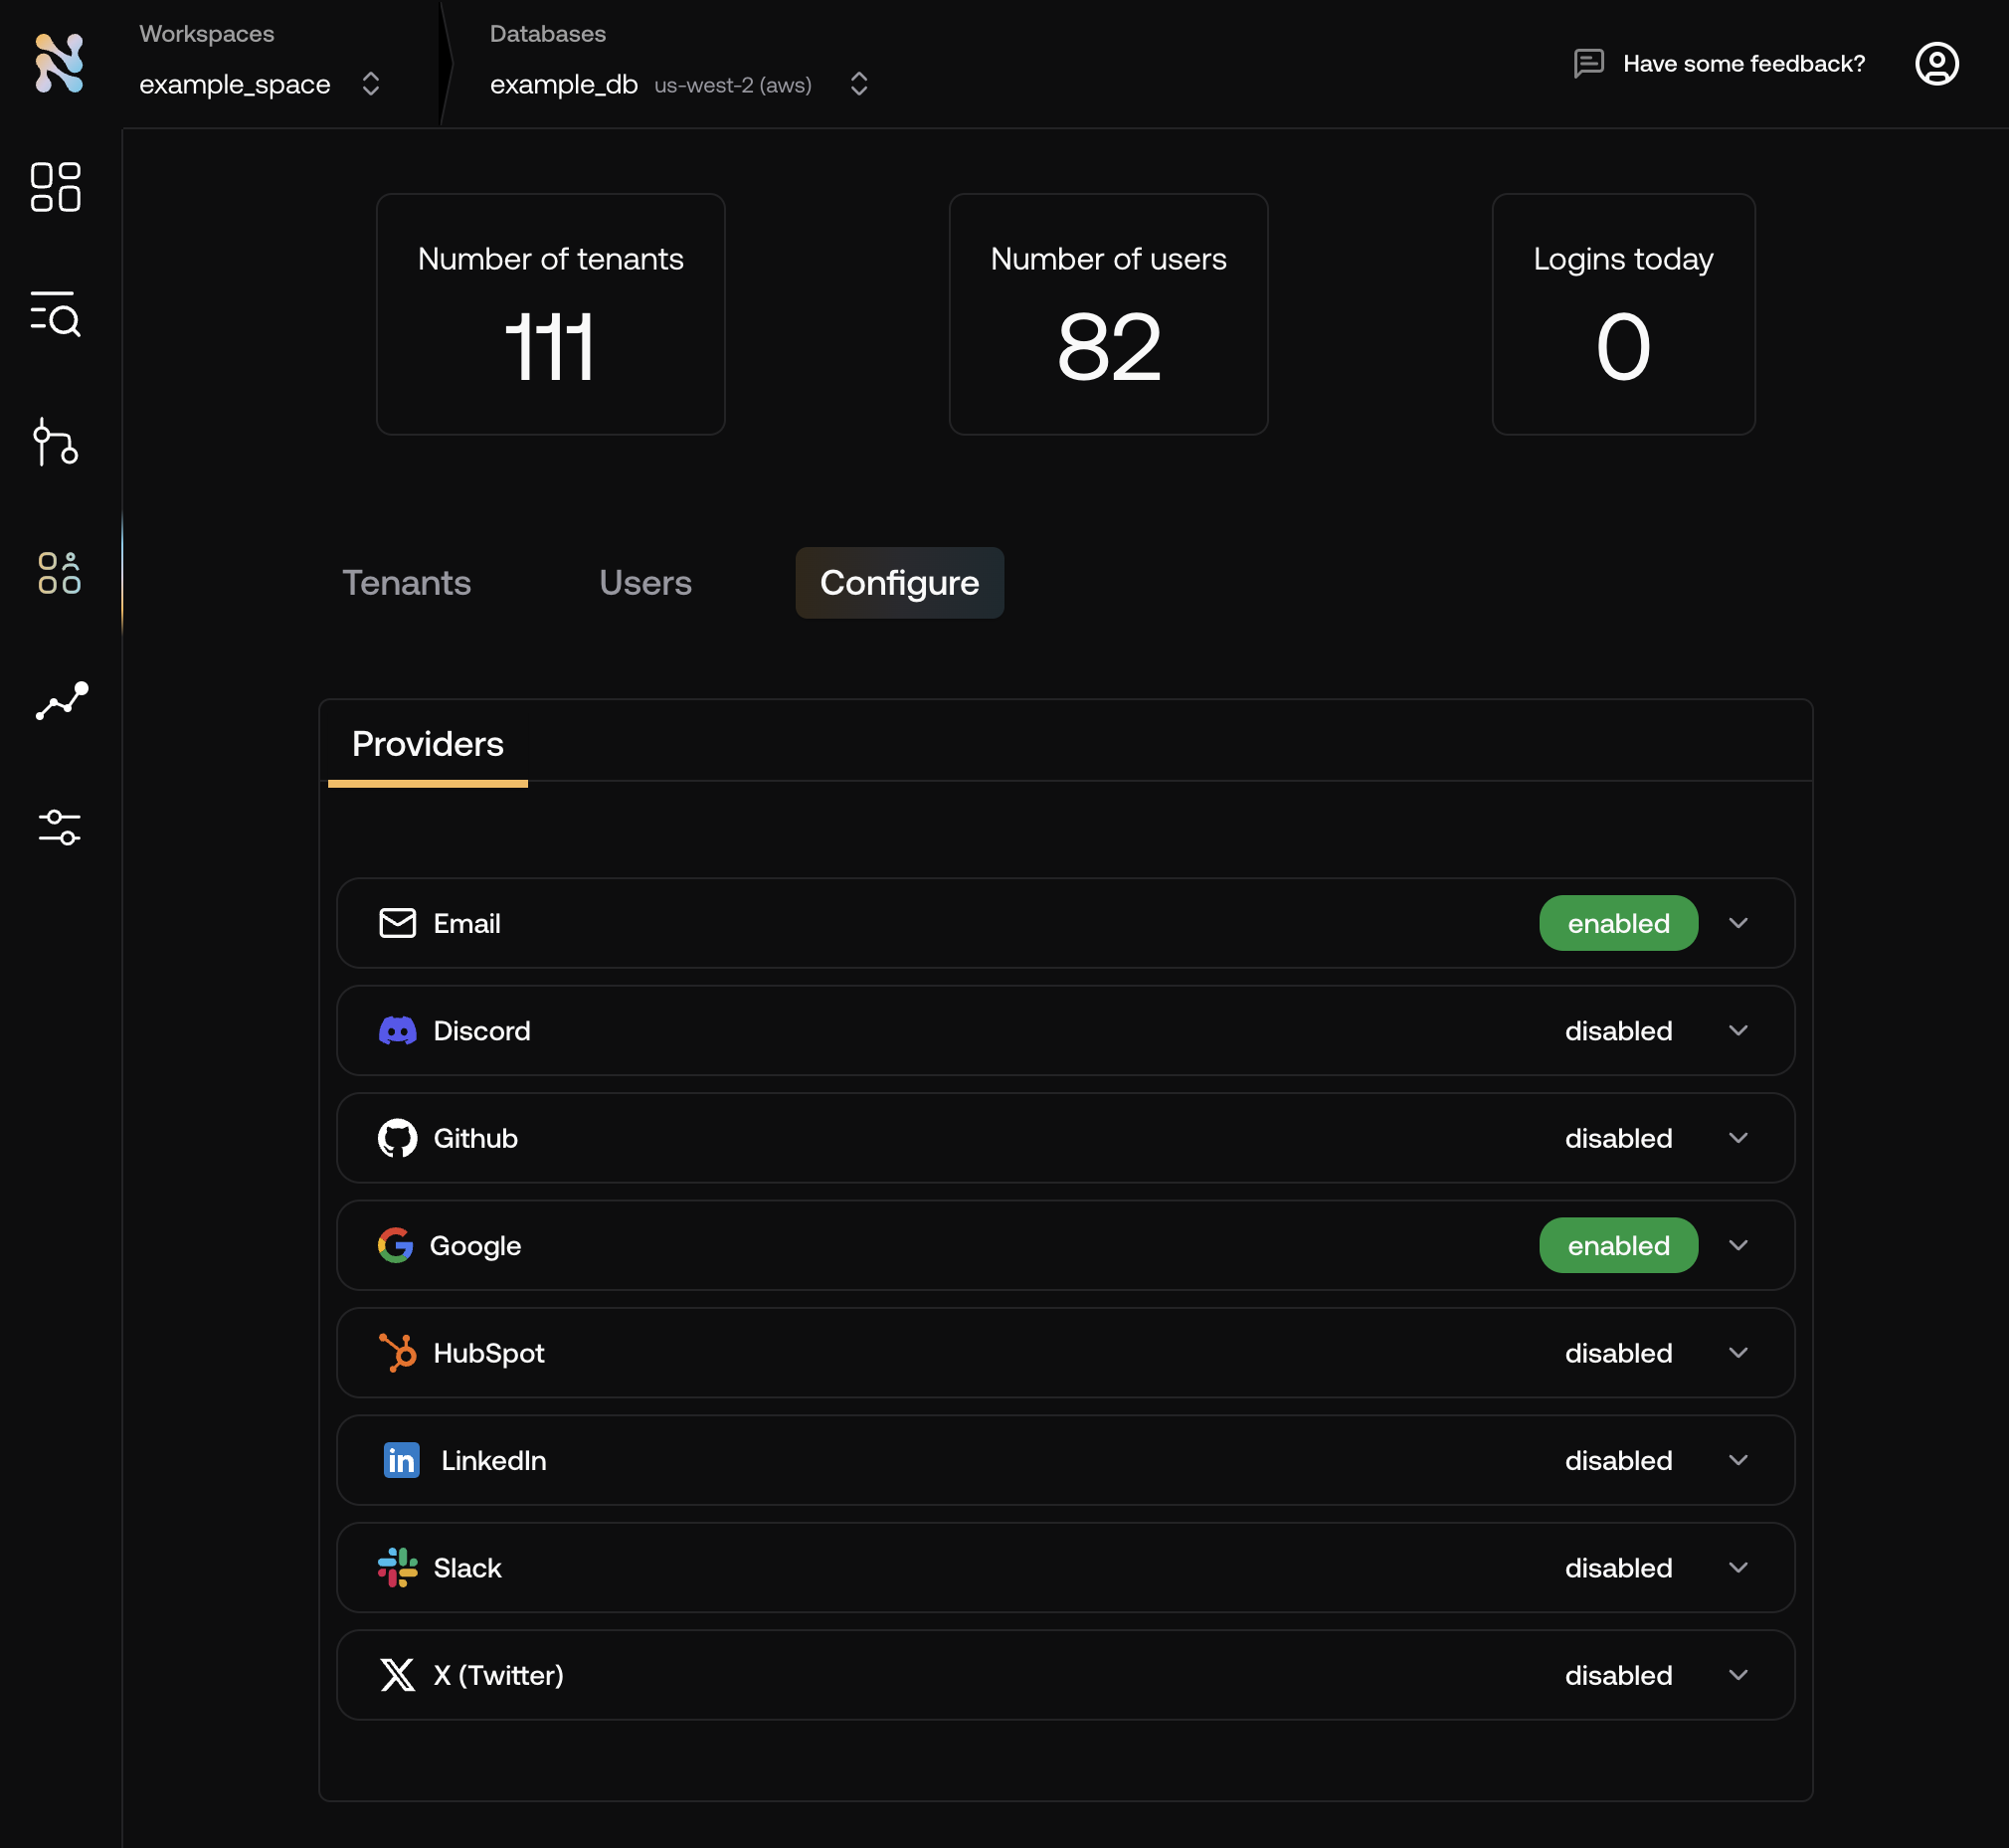 Workspaces
example_space
Databases
example_db us-west-2 (aws)
Have some feedback?
Number of tenants
111
Number of users
82
Logins today
0
Tenants
Users
Configure
Providers
Email
enabled
Discord
disabled
Github
disabled
Google
enabled
HubSpot
disabled
LinkedIn
disabled
Slack
disabled
X (Twitter)
disabled